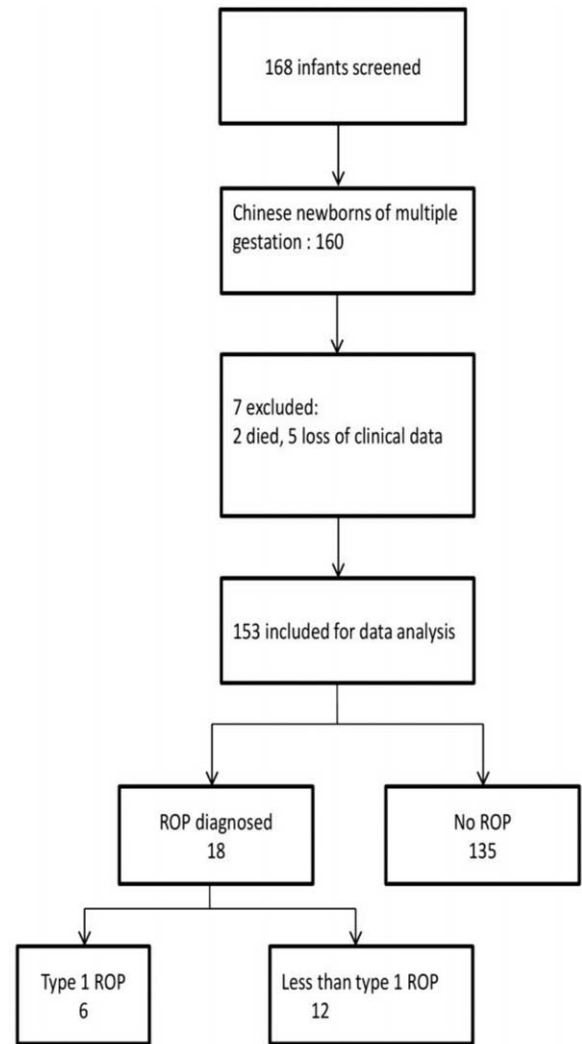 168 infants screened
Chinese newborns of multiple
gestation : 160
7 excluded:
2 died, 5 loss of clinical data
153 included for data analysis
ROP diagnosed
18
No ROP
135
Type 1 ROP
6
Less than type 1 ROP
12